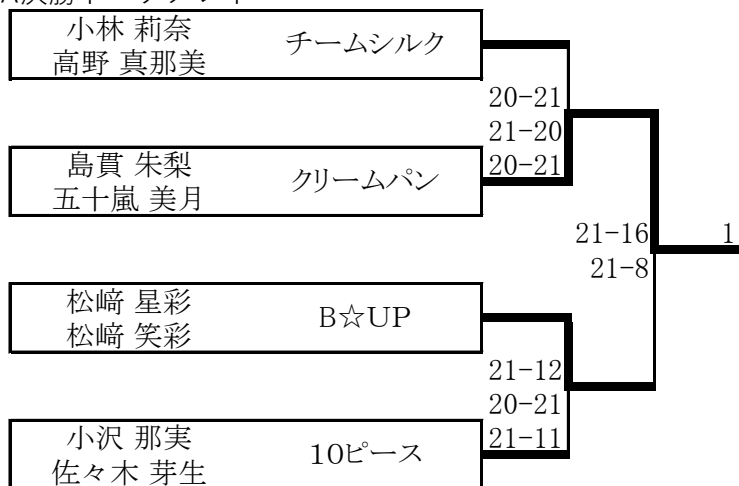 小林 莉奈
高野 真那美
チームシルク
20-21
21-20
20-21
島貫 朱梨
五十嵐 美月
クリームパン
21-16
21-8
1
松﨑 星彩
松﨑 笑彩
B☆UP
21-12
20-21
21-11
小沢 那実
佐々木 芽生
10ピース